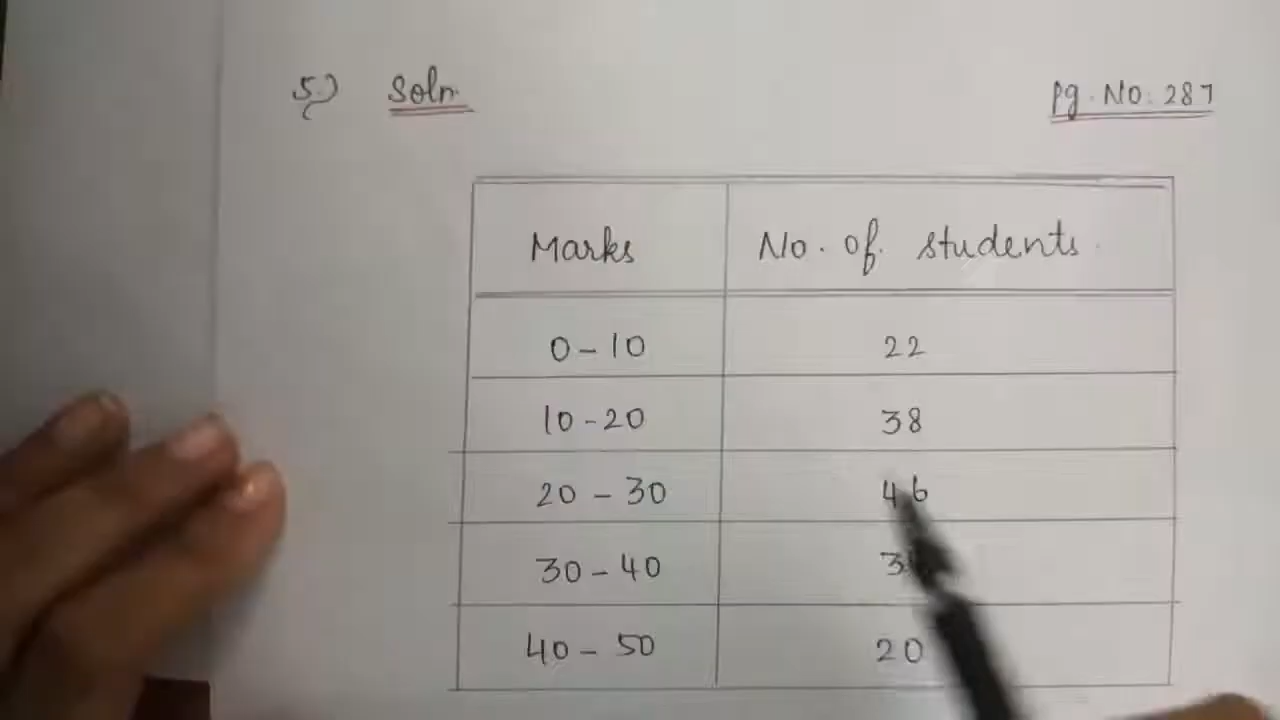 5.) Soln.
Pg. No: 287
Marks No. of students
0 - 10 22
10 - 20 38
20 - 30 46
30 - 40
40 - 50 20